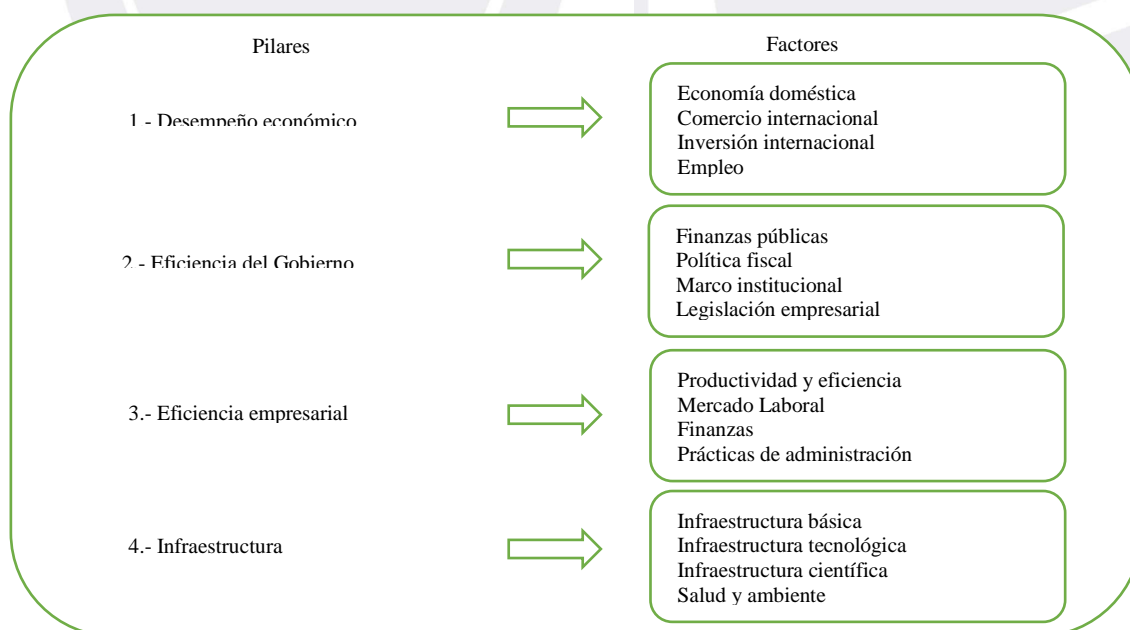 Pilares
Factores
1.- Desempeño económico
Economía doméstica
Comercio internacional
Inversión internacional
Empleo
2.- Eficiencia del Gobierno
Finanzas públicas
Política fiscal
Marco institucional
Legislación empresarial
3.- Eficiencia empresarial
Productividad y eficiencia
Mercado Laboral
Finanzas
Prácticas de administración
4.- Infraestructura
Infraestructura básica
Infraestructura tecnológica
Infraestructura científica
Salud y ambiente